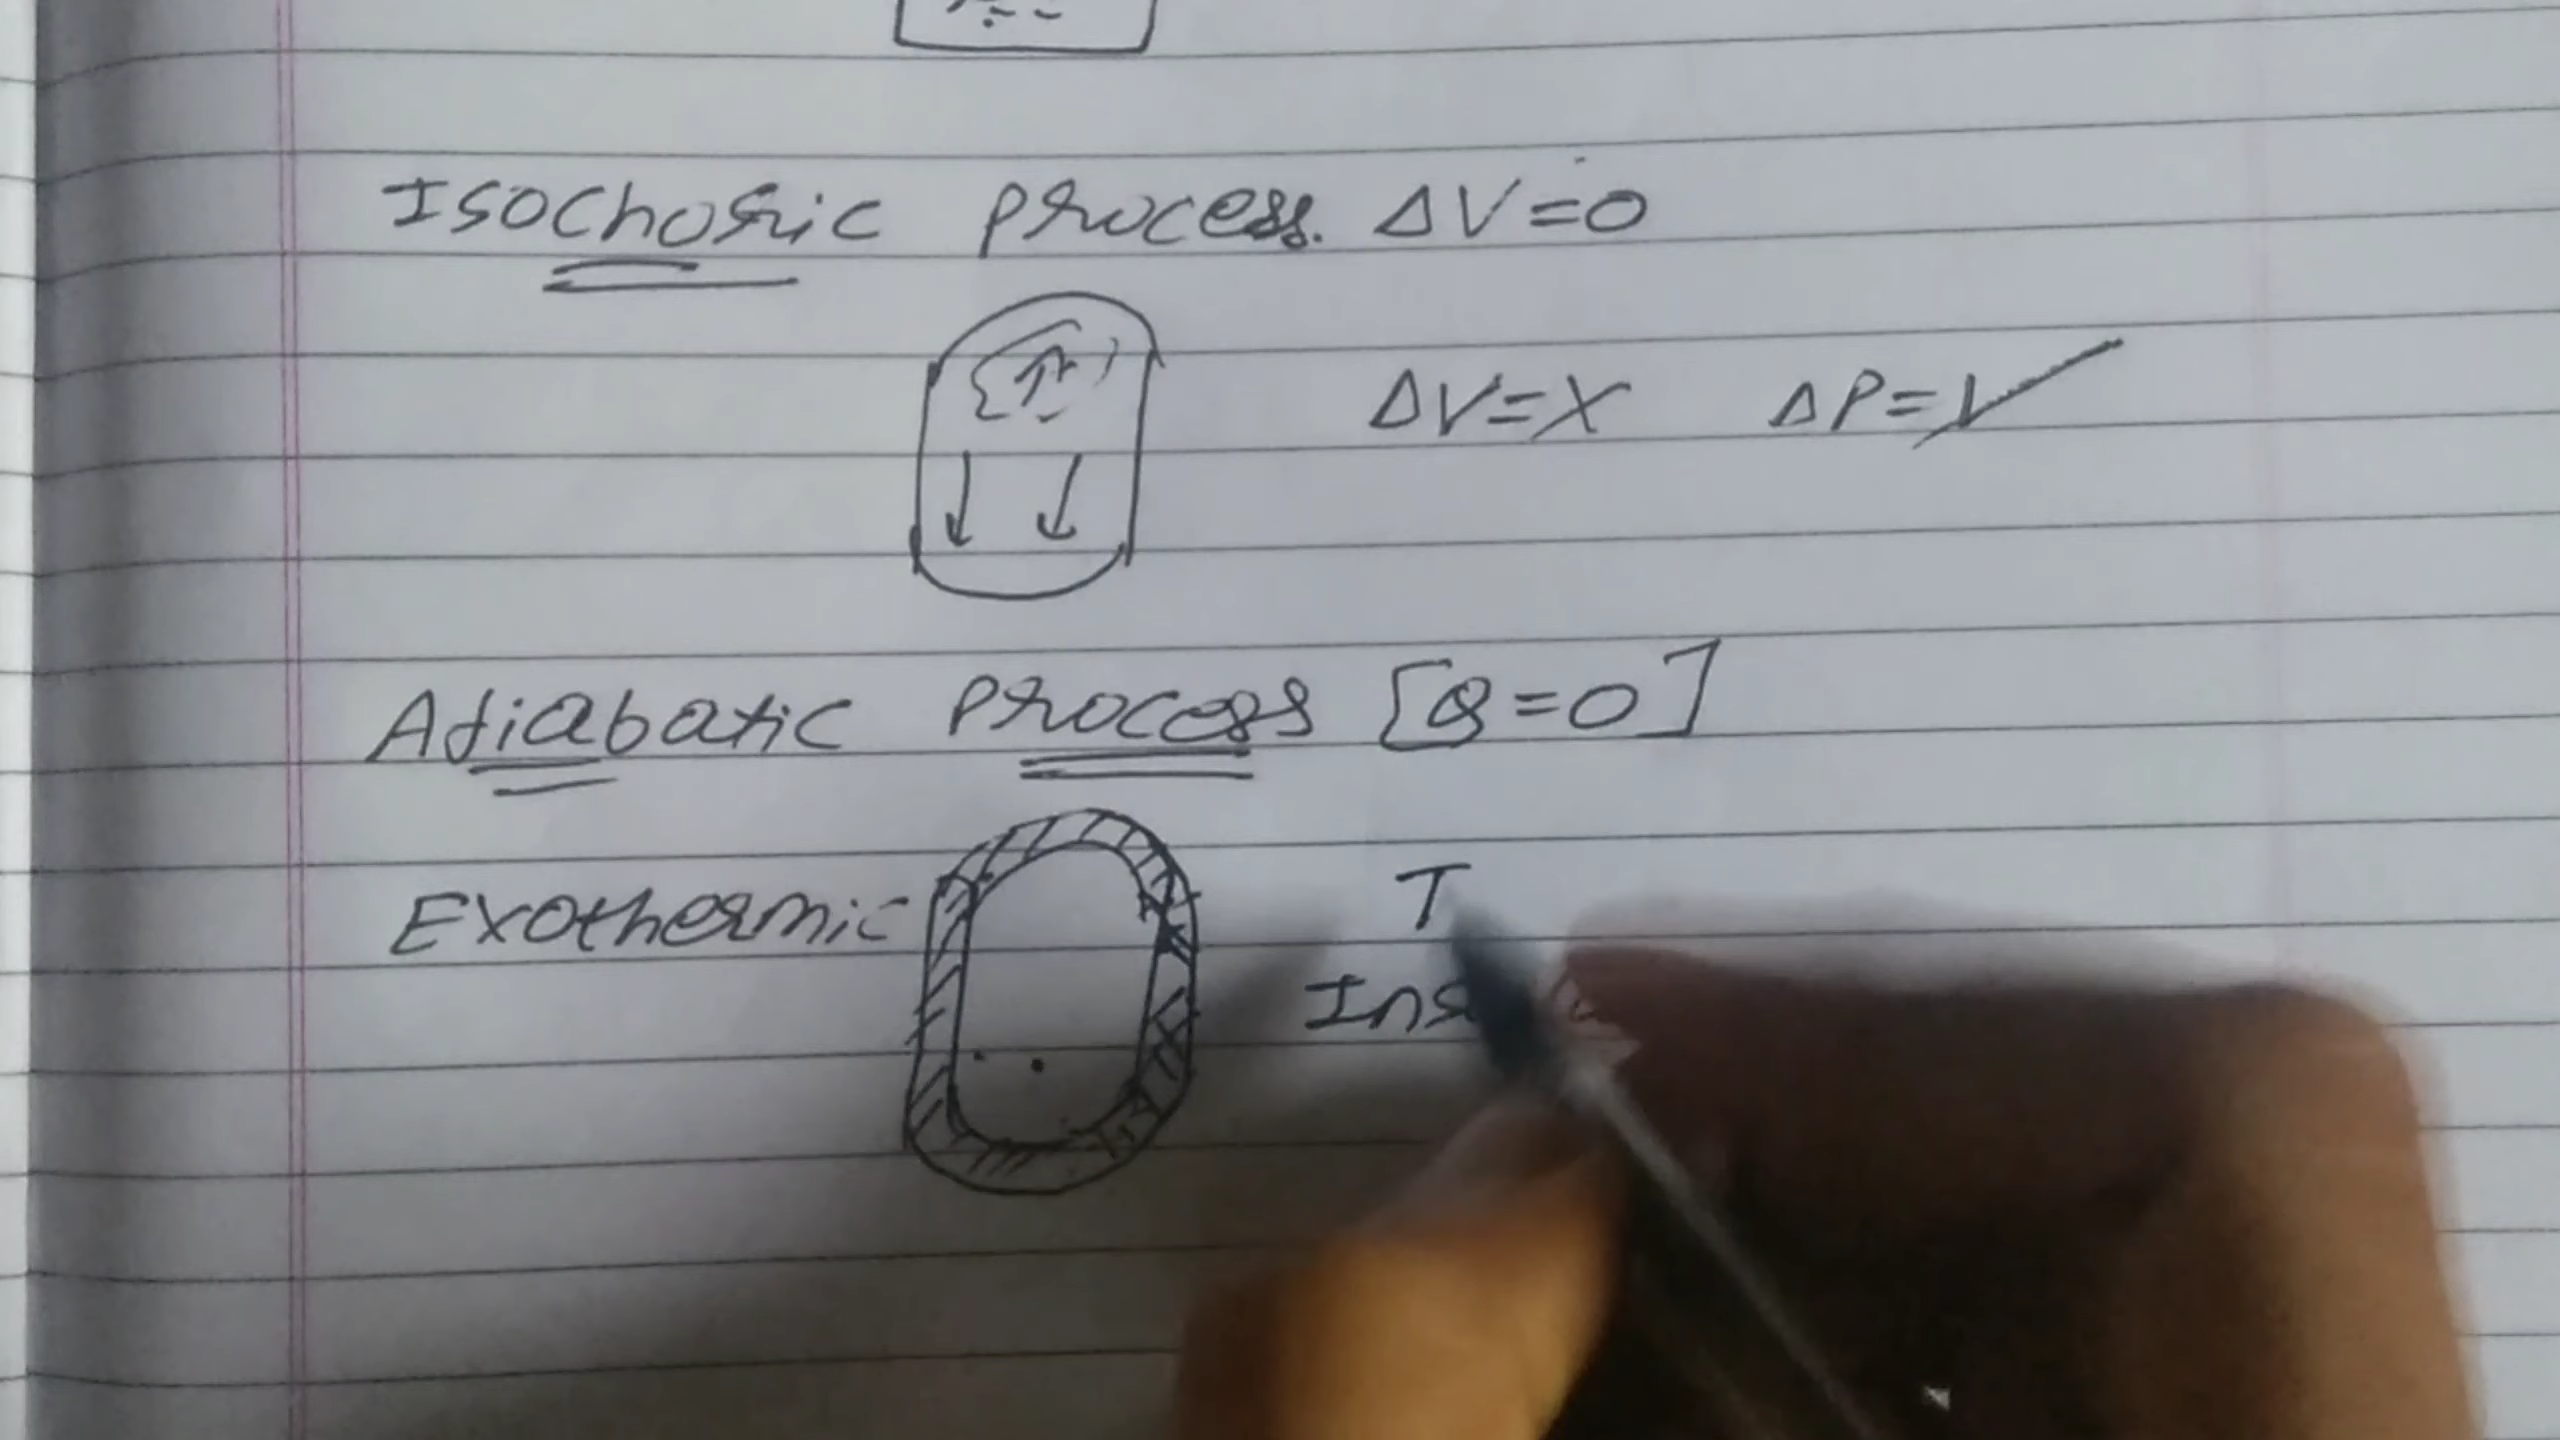 Isochoric process. ΔV=0
ΔV=X ΔP=✓
Adiabatic process [Q=0]
Exothermic T
Ins